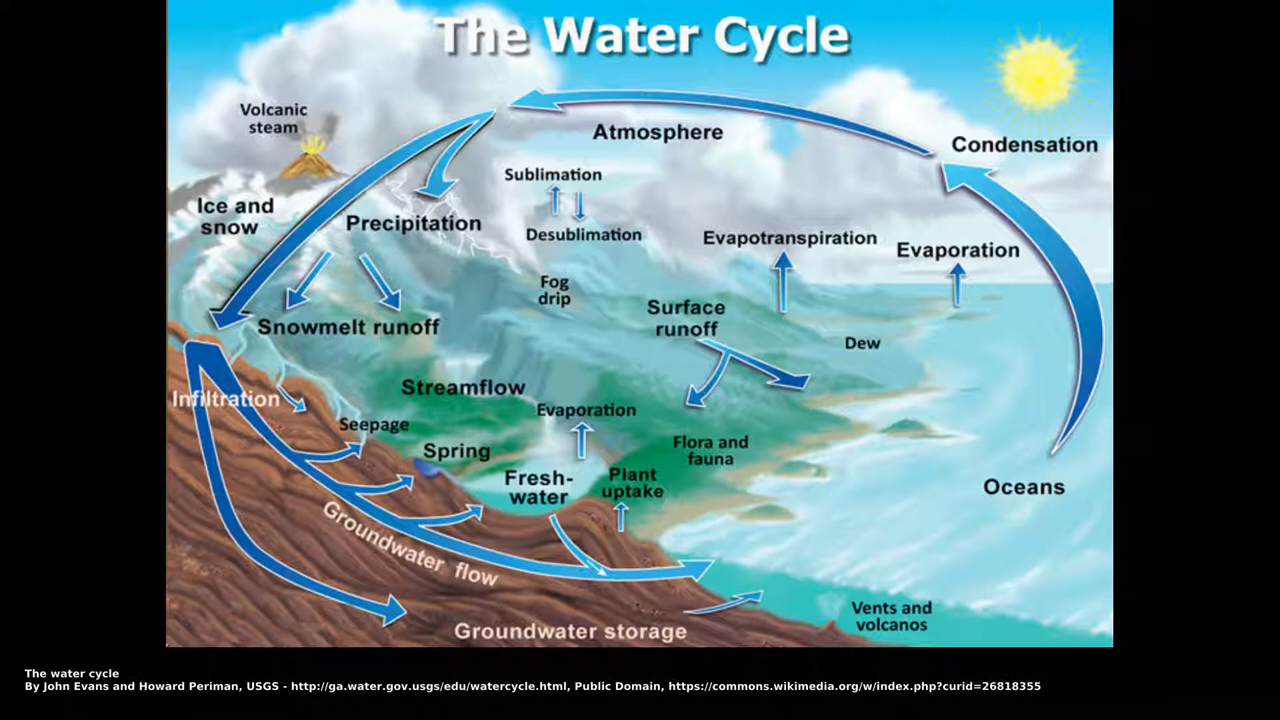 The Water Cycle
Volcanic
steam
Atmosphere
Condensation
Sublimation
Ice and
snow
Precipitation
Desublimation
Evapotranspiration
Evaporation
Fog
drip
Surface
runoff
Snowmelt runoff
Dew
Streamflow
Infiltration
Evaporation
Seepage
Spring
Flora and
fauna
Fresh-
water
Plant
uptake
Oceans
Groundwater flow
Vents and
volcanos
Groundwater storage
The water cycle
By John Evans and Howard Periman, USGS - http://ga.water.gov.usgs/edu/watercycle.html, Public Domain, https://commons.wikimedia.org/w/index.php?curid=26818355